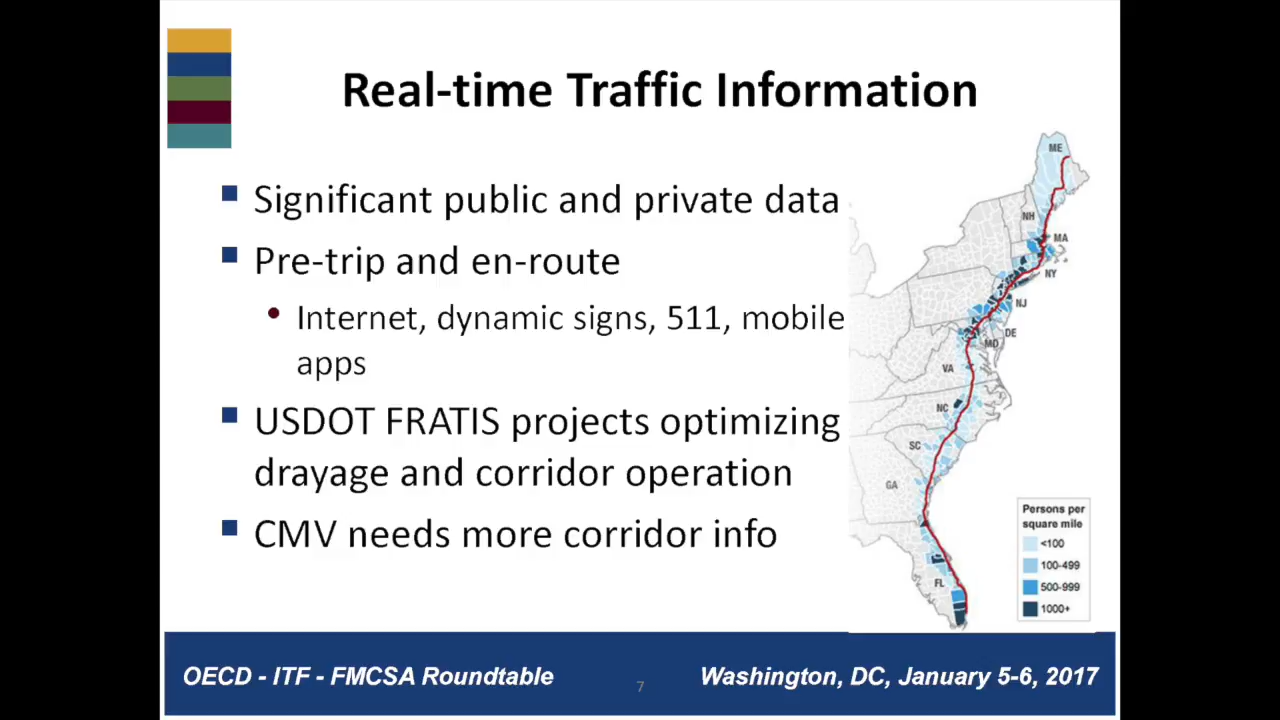 Real-time Traffic Information
Significant public and private data
Pre-trip and en-route
Internet, dynamic signs, 511, mobile
apps
USDOT FRATIS projects optimizing
drayage and corridor operation
CMV needs more corridor info
ME
NH
MA
NY
NJ
DE
MD
VA
NC
SC
GA
FL
Persons per
square mile
<100
100-499
500-999
1000+
OECD - ITF - FMCSA Roundtable
7
Washington, DC, January 5-6, 2017